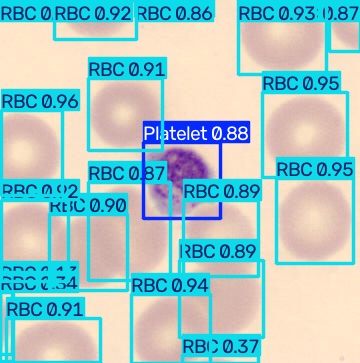 RBC 0.92
RBC 0.86
RBC 0.93
0.87
RBC 0.91
RBC 0.95
RBC 0.96
Platelet 0.88
RBC 0.87
RBC 0.95
RBC 0.89
RBC 0.90
RBC 0.89
RBC 0.94
RBC 0.91
RBC 0.37